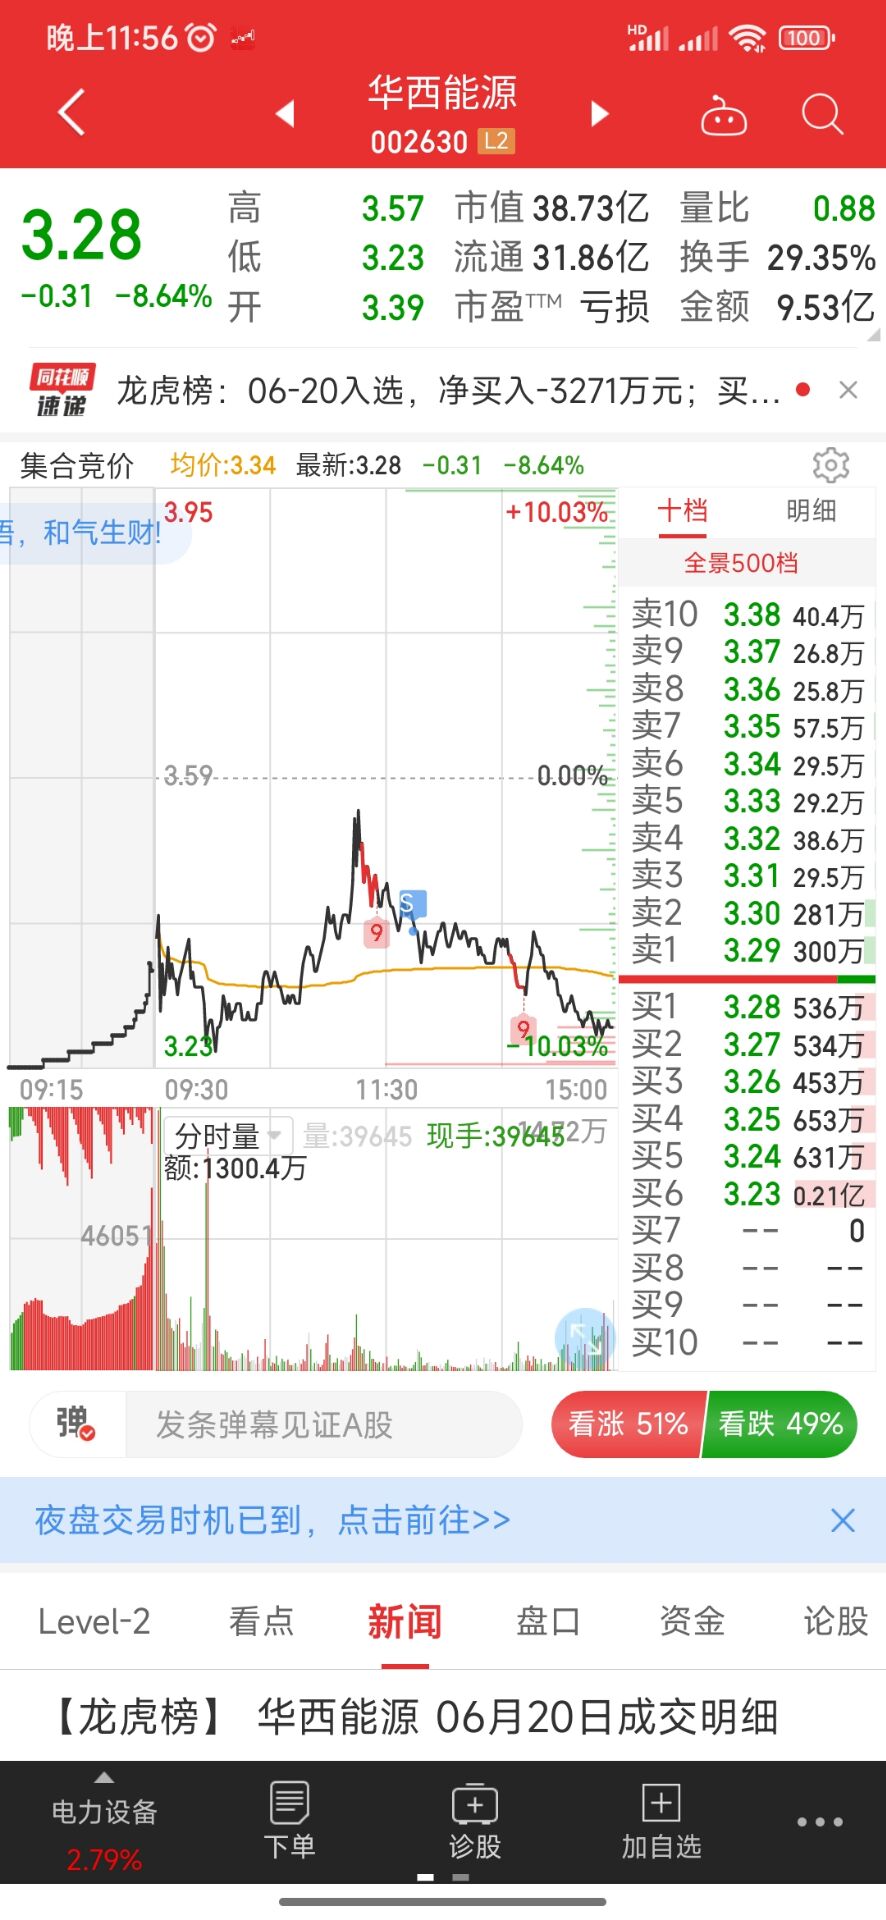 晚上11:56
HD
100
华西能源
002630 L2
3.28
-0.31 -8.64%
高 3.57 市值 38.73亿 量比 0.88
低 3.23 流通 31.86亿 换手 29.35%
开 3.39 市盈TTM 亏损 金额 9.53亿
同花顺
速递
龙虎榜：06-20入选，净买入-3271万元；买...
集合竞价 均价:3.34 最新:3.28 -0.31 -8.64%
，和气生财!
3.95 +10.03%
3.59 0.00%
S
9
9
3.23 -10.03%
09:15 09:30 11:30 15:00
十档 明细
全景500档
卖10 3.38 40.4万
卖9 3.37 26.8万
卖8 3.36 25.8万
卖7 3.35 57.5万
卖6 3.34 29.5万
卖5 3.33 29.2万
卖4 3.32 38.6万
卖3 3.31 29.5万
卖2 3.30 281万
卖1 3.29 300万
买1 3.28 536万
买2 3.27 534万
买3 3.26 453万
买4 3.25 653万
买5 3.24 631万
买6 3.23 0.21亿
买7 -- 0
买8 -- --
买9 -- --
买10 -- --
分时量 量:39645 现手:39645
额:1300.4万
46051
弹 发条弹幕见证A股
看涨 51% 看跌 49%
夜盘交易时机已到，点击前往>>
Level-2 看点 新闻 盘口 资金 论股
【龙虎榜】 华西能源 06月20日成交明细
电力设备
2.79%
下单
诊股
加自选